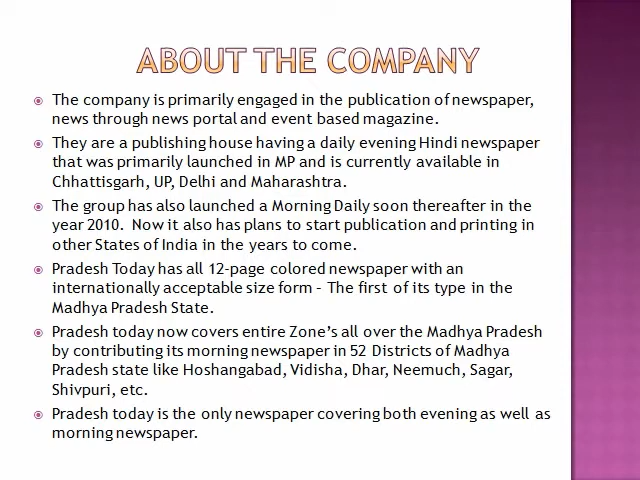 ABOUT THE COMPANY
The company is primarily engaged in the publication of newspaper,
news through news portal and event based magazine.
They are a publishing house having a daily evening Hindi newspaper
that was primarily launched in MP and is currently available in
Chhattisgarh, UP, Delhi and Maharashtra.
The group has also launched a Morning Daily soon thereafter in the
year 2010. Now it also has plans to start publication and printing in
other States of India in the years to come.
Pradesh Today has all 12-page colored newspaper with an
internationally acceptable size form – The first of its type in the
Madhya Pradesh State.
Pradesh today now covers entire Zone’s all over the Madhya Pradesh
by contributing its morning newspaper in 52 Districts of Madhya
Pradesh state like Hoshangabad, Vidisha, Dhar, Neemuch, Sagar,
Shivpuri, etc.
Pradesh today is the only newspaper covering both evening as well as
morning newspaper.